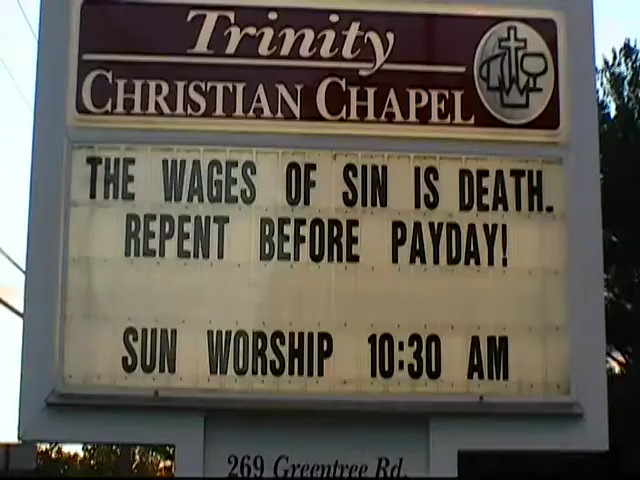 Trinity
CHRISTIAN CHAPEL
THE WAGES OF SIN IS DEATH.
REPENT BEFORE PAYDAY!
SUN WORSHIP 10:30 AM
269 Greentree Rd.